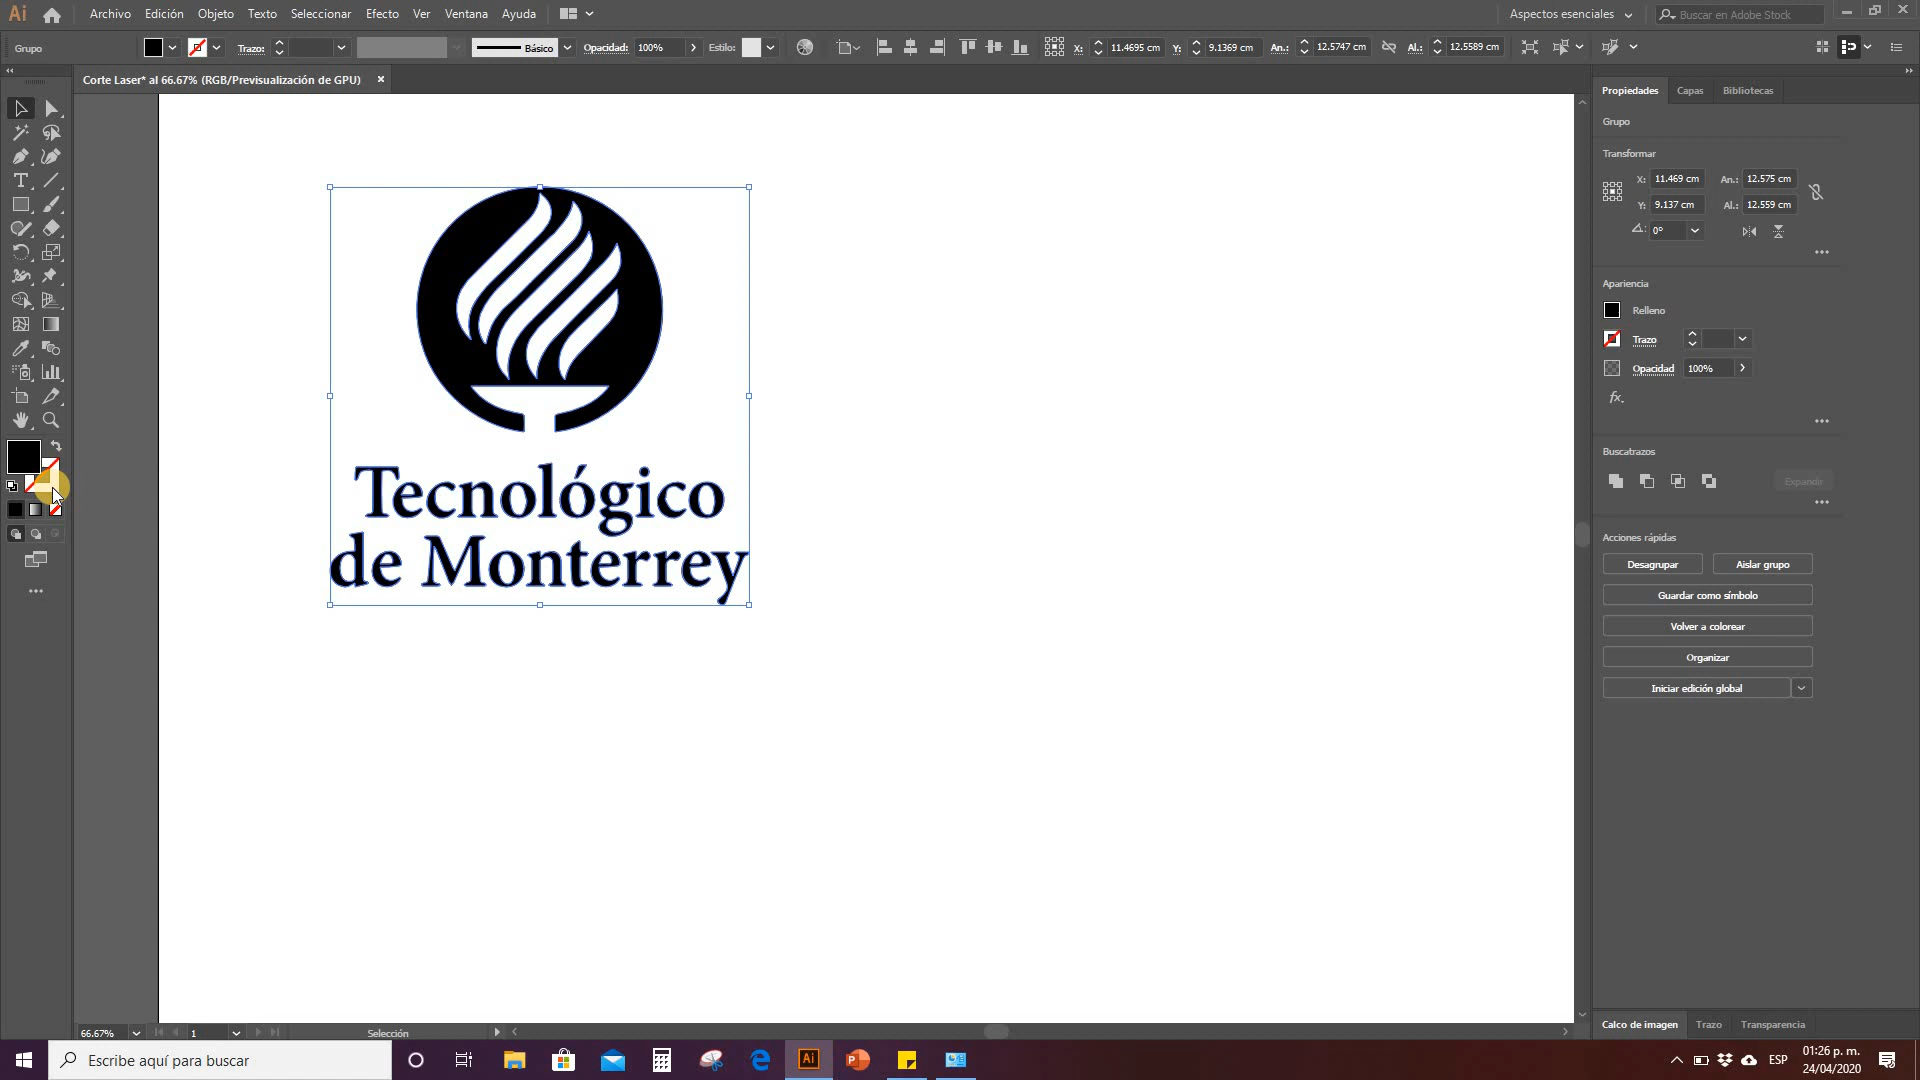 Ai Archivo Edición Objeto Texto Seleccionar Efecto Ver Ventana Ayuda Aspectos esenciales Buscar en Adobe Stock
Grupo Trazo: Básico Opacidad: 100% Estilo: X: 11.4695 cm Y: 9.1369 cm An.: 12.5747 cm Al.: 12.5589 cm
Corte Laser* al 66.67% (RGB/Previsualización de GPU) ×
Propiedades Capas Bibliotecas
Grupo
Transformar
X: 11.469 cm An.: 12.575 cm
Y: 9.137 cm Al.: 12.559 cm
0°
Apariencia
Relleno
Trazo
Opacidad 100%
fx.
Buscatrazos
Expandir
Acciones rápidas
Desagrupar Aislar grupo
Guardar como símbolo
Volver a colorear
Organizar
Iniciar edición global
Tecnológico
de Monterrey
Calco de imagen Trazo Transparencia
66.67% 1 Selección
Escribe aquí para buscar
Ai
ESP
01:26 p. m.
24/04/2020